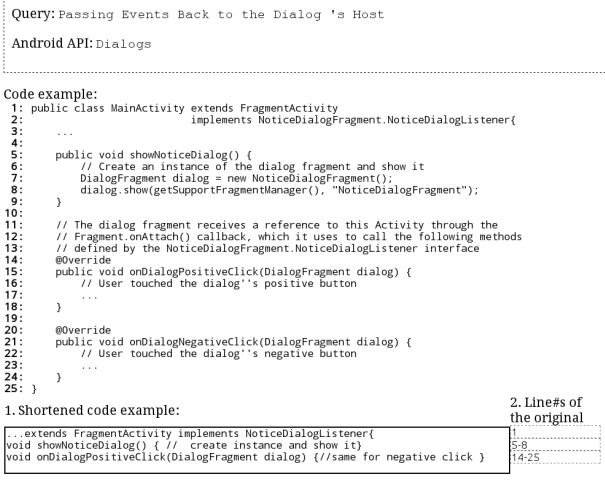 Query: Passing Events Back to the Dialog 's Host
Android API: Dialogs
Code example:
1: public class MainActivity extends FragmentActivity
2: implements NoticeDialogFragment.NoticeDialogListener{
3: ...
4:
5: public void showNoticeDialog() {
6: // Create an instance of the dialog fragment and show it
7: DialogFragment dialog = new NoticeDialogFragment();
8: dialog.show(getSupportFragmentManager(), "NoticeDialogFragment");
9: }
10:
11: // The dialog fragment receives a reference to this Activity through the
12: // Fragment.onAttach() callback, which it uses to call the following methods
13: // defined by the NoticeDialogFragment.NoticeDialogListener interface
14: @Override
15: public void onDialogPositiveClick(DialogFragment dialog) {
16: // User touched the dialog''s positive button
17: ...
18: }
19:
20: @Override
21: public void onDialogNegativeClick(DialogFragment dialog) {
22: // User touched the dialog''s negative button
23: ...
24: }
25: }
1. Shortened code example:
2. Line#s of
the original
...extends FragmentActivity implements NoticeDialogListener{
1
void showNoticeDialog() { //  create instance and show it}
5-8
void onDialogPositiveClick(DialogFragment dialog) {//same for negative click }
14-25